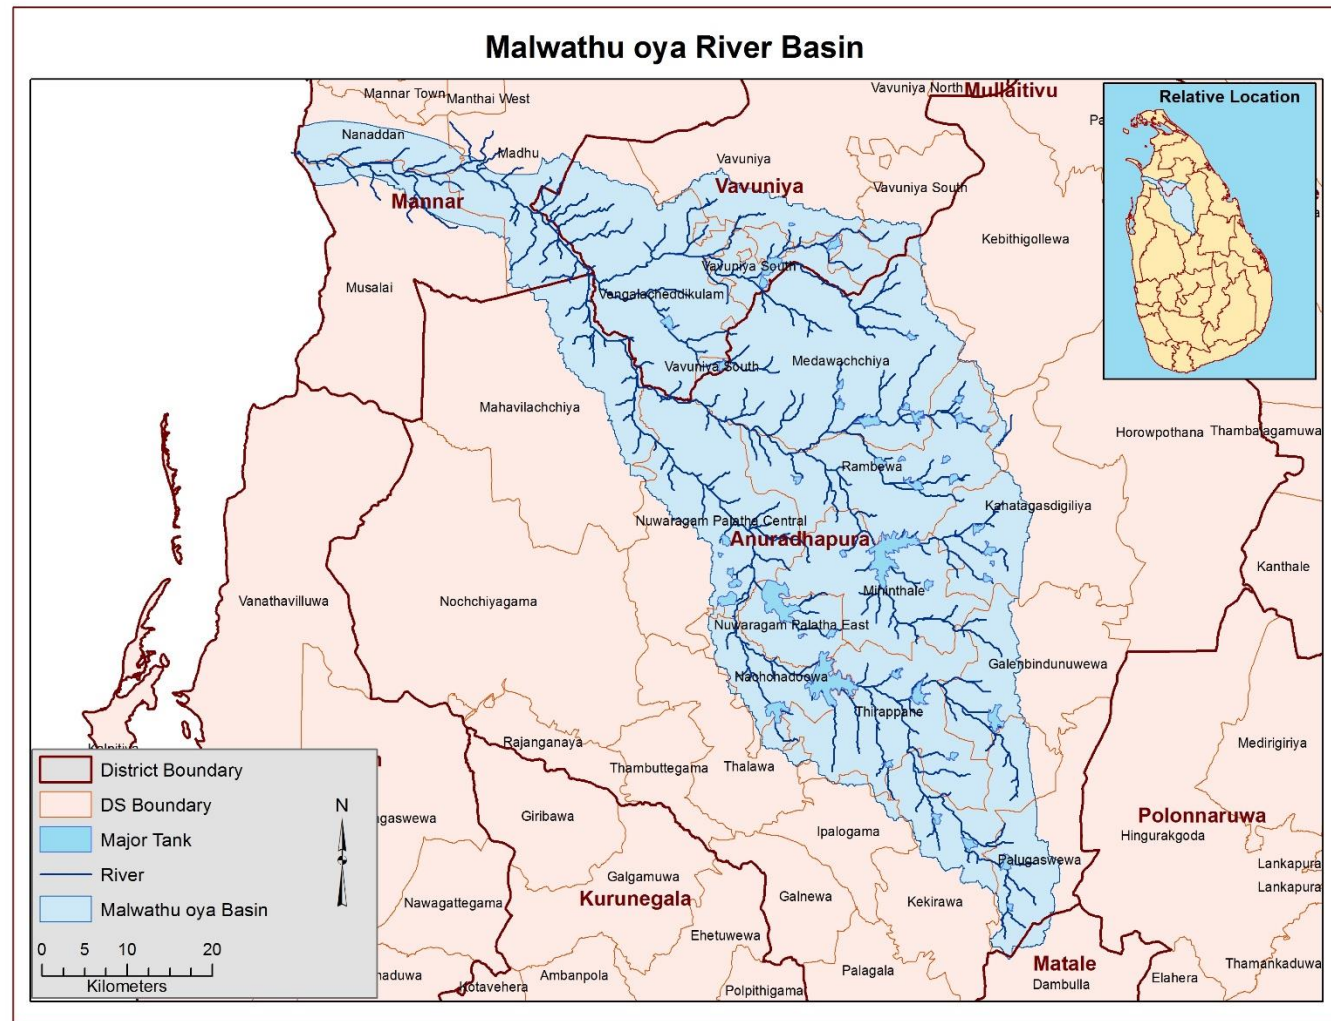 Malwathu oya River Basin
Mannar Town
Manthai West
Vavuniya North
Mullaitivu
Relative Location
Nanaddan
Madhu
Vavuniya
Vavuniya
Vavuniya South
Mannar
Kebithigollewa
Musalai
Vavuniya South
Vengalacheddikulam
Vavuniya South
Medawachchiya
Mahavilachchiya
Horowpothana
Thambalagamuwa
Rambewa
Kahatagasdigiliya
Nuwaragam Palatha Central
Anuradhapura
Kanthale
Mihinthale
Vanathavilluwa
Nochchiyagama
Nuwaragam Palatha East
Galenbindunuwewa
Nachchadoowa
Thirappane
Rajanganaya
Medirigiriya
Thambuttegama
Thalawa
Giribawa
Polonnaruwa
Ipalogama
Hingurakgoda
Palugaswewa
Lankapura
Galgamuwa
Lankapura
Kurunegala
Galnewa
Kekirawa
Nawagattegama
Ehetuwewa
Matale
Thamankaduwa
Ambanpola
Palagala
Dambulla
Elahera
Kotavehera
Polpithigama
District Boundary
DS Boundary
Major Tank
River
Malwathu oya Basin
N
0 5 10 20
Kilometers